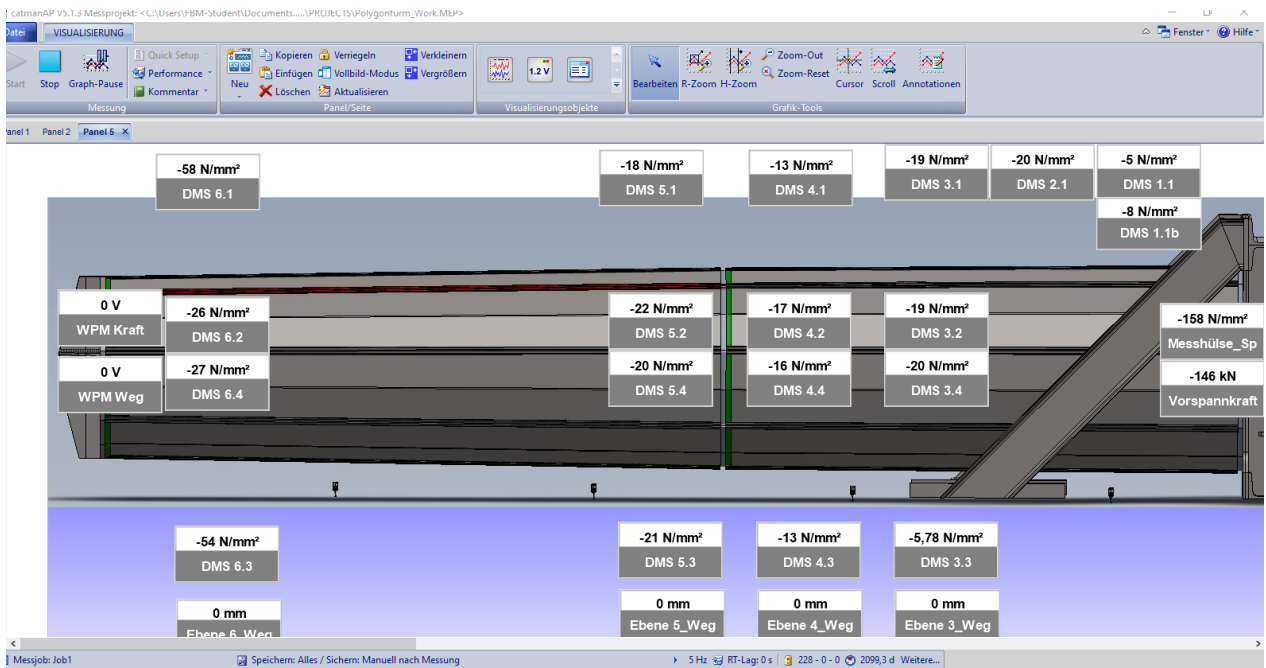 catmanAP V5.1.3 Messprojekt: <C:\Users\FBM-Student\Documents.....\PROJECTS\Polygonturm_Work.MEP>
Datei VISUALISIERUNG Fenster Hilfe
Start Stop Graph-Pause
Quick Setup
Performance
Kommentar
Messung
Neu
Kopieren Verriegeln Verkleinern
Einfügen Vollbild-Modus Vergrößern
Löschen Aktualisieren
Panel/Seite
1.2 V
Visualisierungsobjekte
Bearbeiten R-Zoom H-Zoom
Zoom-Out
Zoom-Reset
Cursor Scroll Annotationen
Grafik-Tools
Panel 1 Panel 2 Panel 5 X
-58 N/mm²
DMS 6.1
-18 N/mm²
DMS 5.1
-13 N/mm²
DMS 4.1
-19 N/mm²
DMS 3.1
-20 N/mm²
DMS 2.1
-5 N/mm²
DMS 1.1
-8 N/mm²
DMS 1.1b
0 V
WPM Kraft
-26 N/mm²
DMS 6.2
-22 N/mm²
DMS 5.2
-17 N/mm²
DMS 4.2
-19 N/mm²
DMS 3.2
-158 N/mm²
Messhülse_Sp
0 V
WPM Weg
-27 N/mm²
DMS 6.4
-20 N/mm²
DMS 5.4
-16 N/mm²
DMS 4.4
-20 N/mm²
DMS 3.4
-146 kN
Vorspannkraft
-54 N/mm²
DMS 6.3
-21 N/mm²
DMS 5.3
-13 N/mm²
DMS 4.3
-5,78 N/mm²
DMS 3.3
0 mm
Ebene 6_Weg
0 mm
Ebene 5_Weg
0 mm
Ebene 4_Weg
0 mm
Ebene 3_Weg
Messjob: Job1 Speichern: Alles / Sichern: Manuell nach Messung 5 Hz RT-Lag: 0 s 228 - 0 - 0 2099,3 d Weitere...